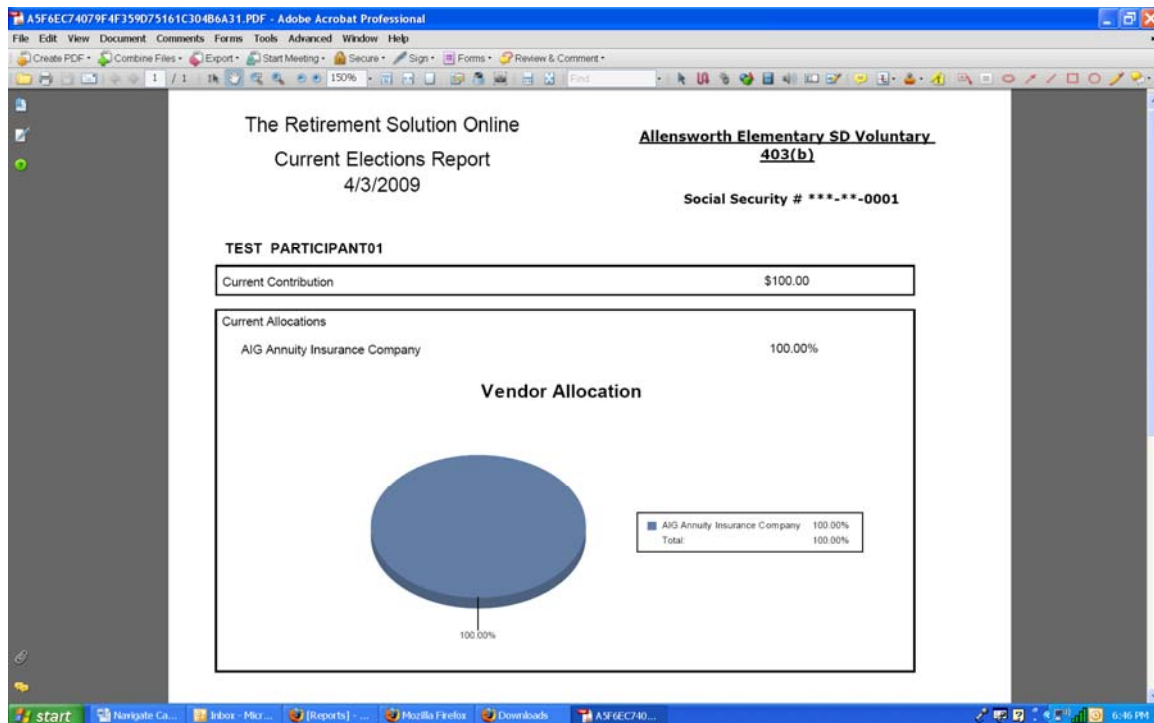 A5F6EC74079F4F359D75161C304B6A31.PDF - Adobe Acrobat Professional
File Edit View Document Comments Forms Tools Advanced Window Help
Create PDF Combine Files Export Start Meeting Secure Sign Forms Review & Comment
1 / 1 150% Find
The Retirement Solution Online
Current Elections Report
4/3/2009
Allensworth Elementary SD Voluntary
403(b)
Social Security # ***-**-0001
TEST PARTICIPANT01
Current Contribution $100.00
Current Allocations
AIG Annuity Insurance Company 100.00%
Vendor Allocation
AIG Annuity Insurance Company 100.00%
Total: 100.00%
100.00%
start Navigate Ca... Inbox - Micr... [Reports] - ... Mozilla Firefox Downloads A5F6EC740... 6:46 PM